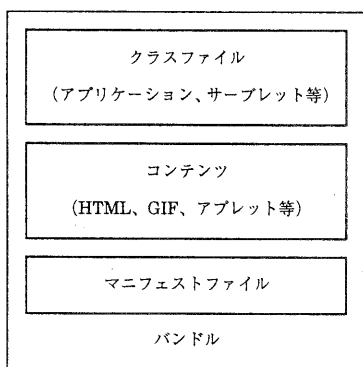 クラスファイル
(アプリケーション、サーブレット等)
コンテンツ
(HTML、GIF、アプレット等)
マニフェストファイル
バンドル